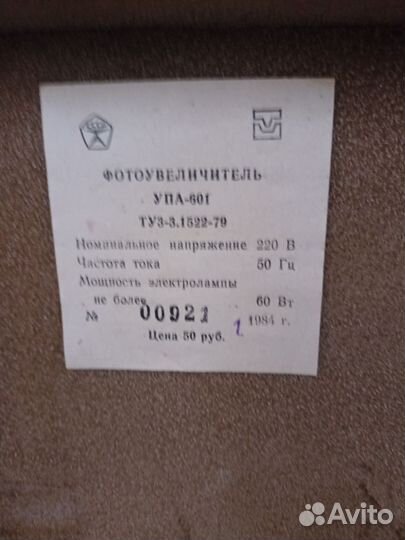 ФОТОУВЕЛИЧИТЕЛЬ
УПА-601
ТУ3-3.1522-79
Номинальное напряжение 220 В
Частота тока 50 Гц
Мощность электролампы
не более 60 Вт
№ 00921 1984 г.
Цена 50 руб.
Avito